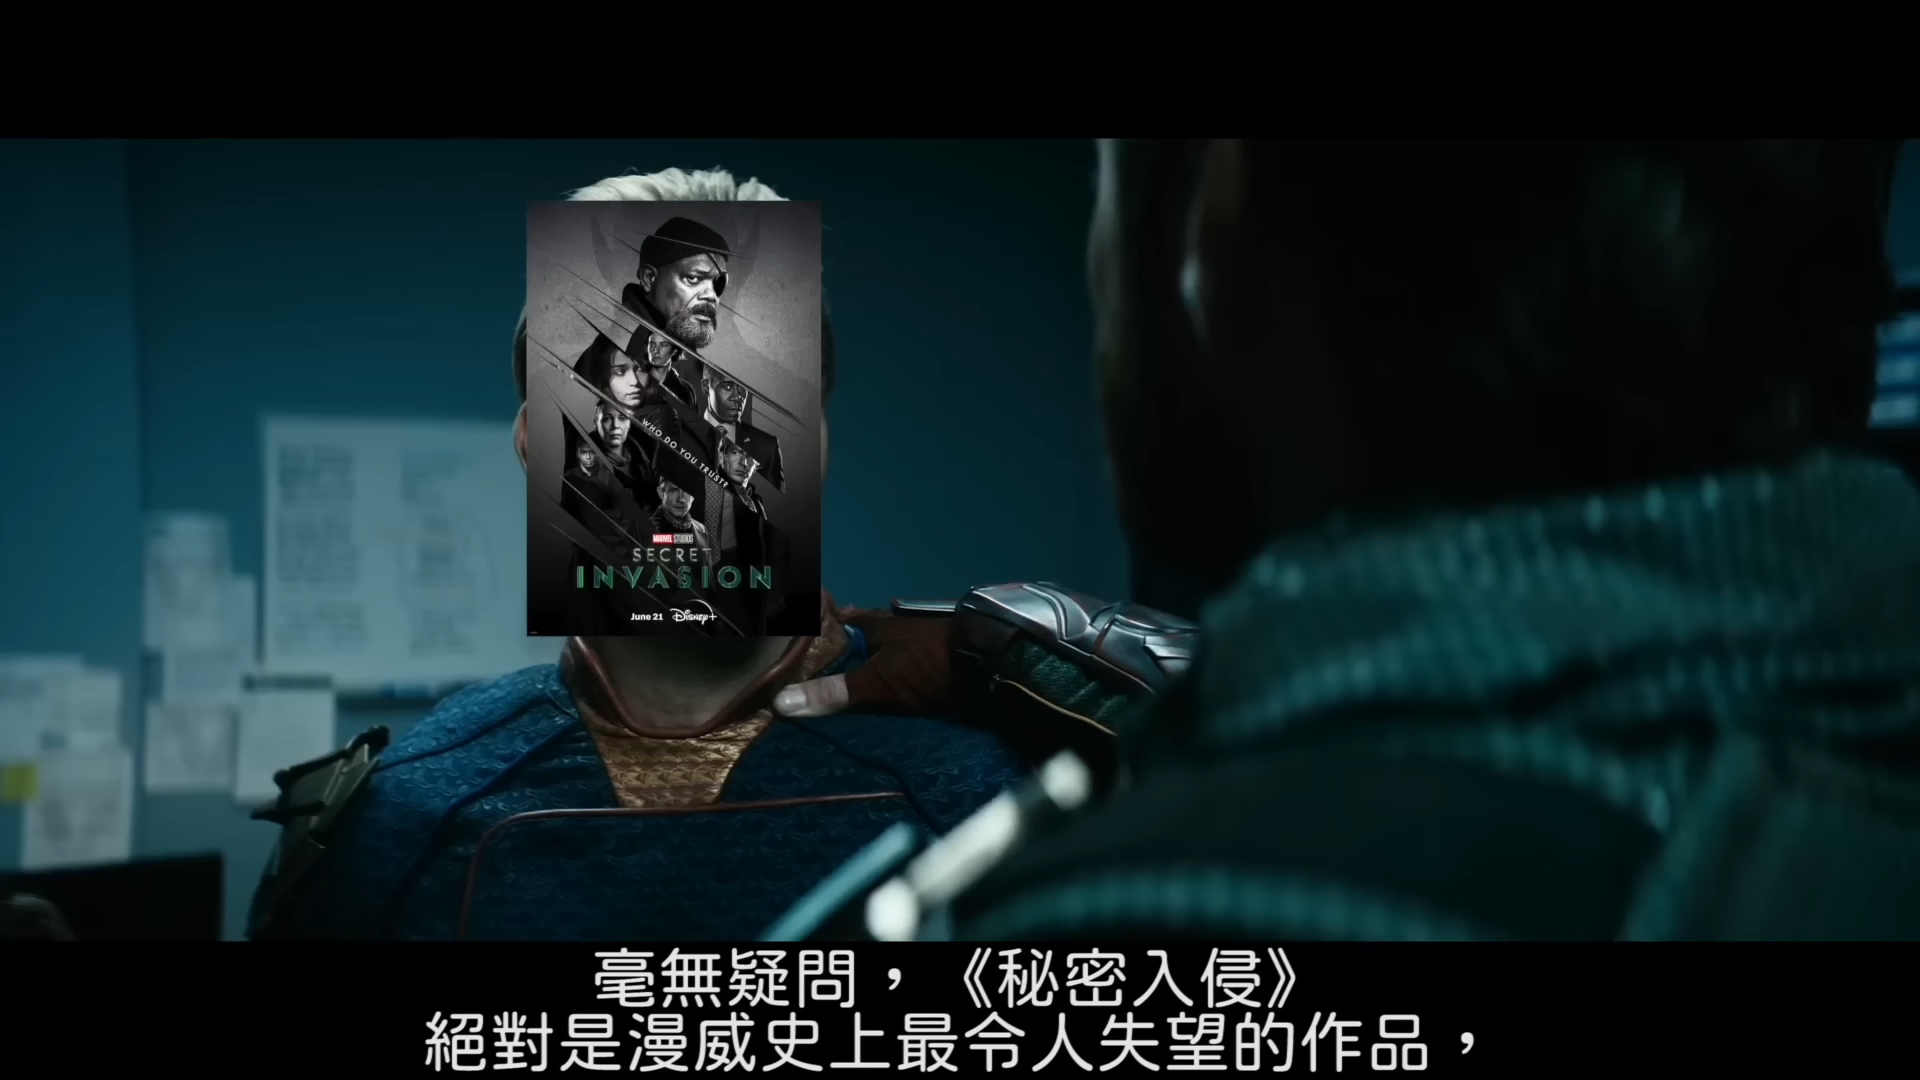 WHO DO YOU TRUST?
MARVEL STUDIOS
SECRET
INVASION
June 21 Disney+
毫無疑問，《秘密入侵》
絕對是漫威史上最令人失望的作品，